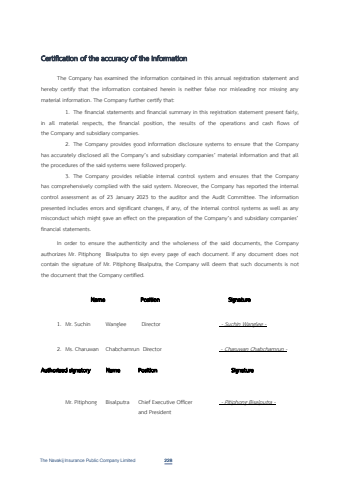 Certification of the accuracy of the information
The Company has examined the information contained in this annual registration statement and
hereby certify that the information contained herein is neither false nor misleading nor missing any
material information. The Company further certify that:
1. The financial statements and financial summary in this registration statement present fairly,
in all material respects, the financial position, the results of the operations and cash flows of
the Company and subsidiary companies.
2. The Company provides good information disclosure systems to ensure that the Company
has accurately disclosed all the Company's and subsidiary companies' material information and that all
the procedures of the said systems were followed properly.
3. The Company provides reliable internal control system and ensures that the Company
has comprehensively complied with the said system. Moreover, the Company has reported the internal
control assessment as of 23 January 2023 to the auditor and the Audit Committee. The information
presented includes errors and significant changes, if any, of the internal control systems as well as any
misconduct which might gave an effect on the preparation of the Company's and subsidiary companies'
financial statements.
In order to ensure the authenticity and the wholeness of the said documents, the Company
authorizes Mr. Pitiphong Bisalputra to sign every page of each document. If any document does not
contain the signature of Mr. Pitiphong Bisalputra, the Company will deem that such documents is not
the document that the Company certified.
Name Position Signature
1. Mr. Suchin Wanglee Director - Suchin Wanglee -
2. Ms. Charuwan Chabchamrun Director - Charuwan Chabchamrun -
Authorized signatory Name Position Signature
Mr. Pitiphong Bisalputra Chief Executive Officer - Pitiphong Bisalputra -
and President
The Navakij Insurance Public Company Limited